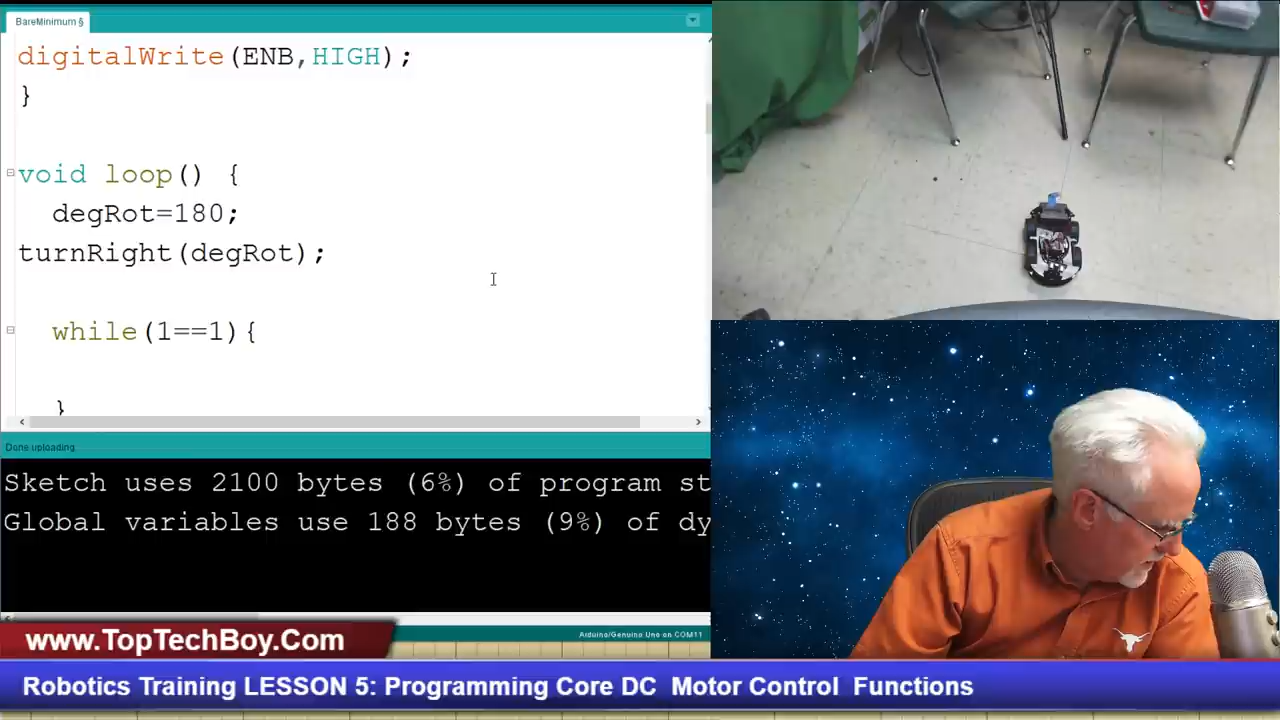 BareMinimum §
digitalWrite(ENB,HIGH);
}
void loop() {
degRot=180;
turnRight(degRot);
while(1==1){
}
Done uploading.
Sketch uses 2100 bytes (6%) of program st
Global variables use 188 bytes (9%) of dy
Arduino/Genuino Uno on COM11
www.TopTechBoy.Com
Robotics Training LESSON 5: Programming Core DC Motor Control Functions